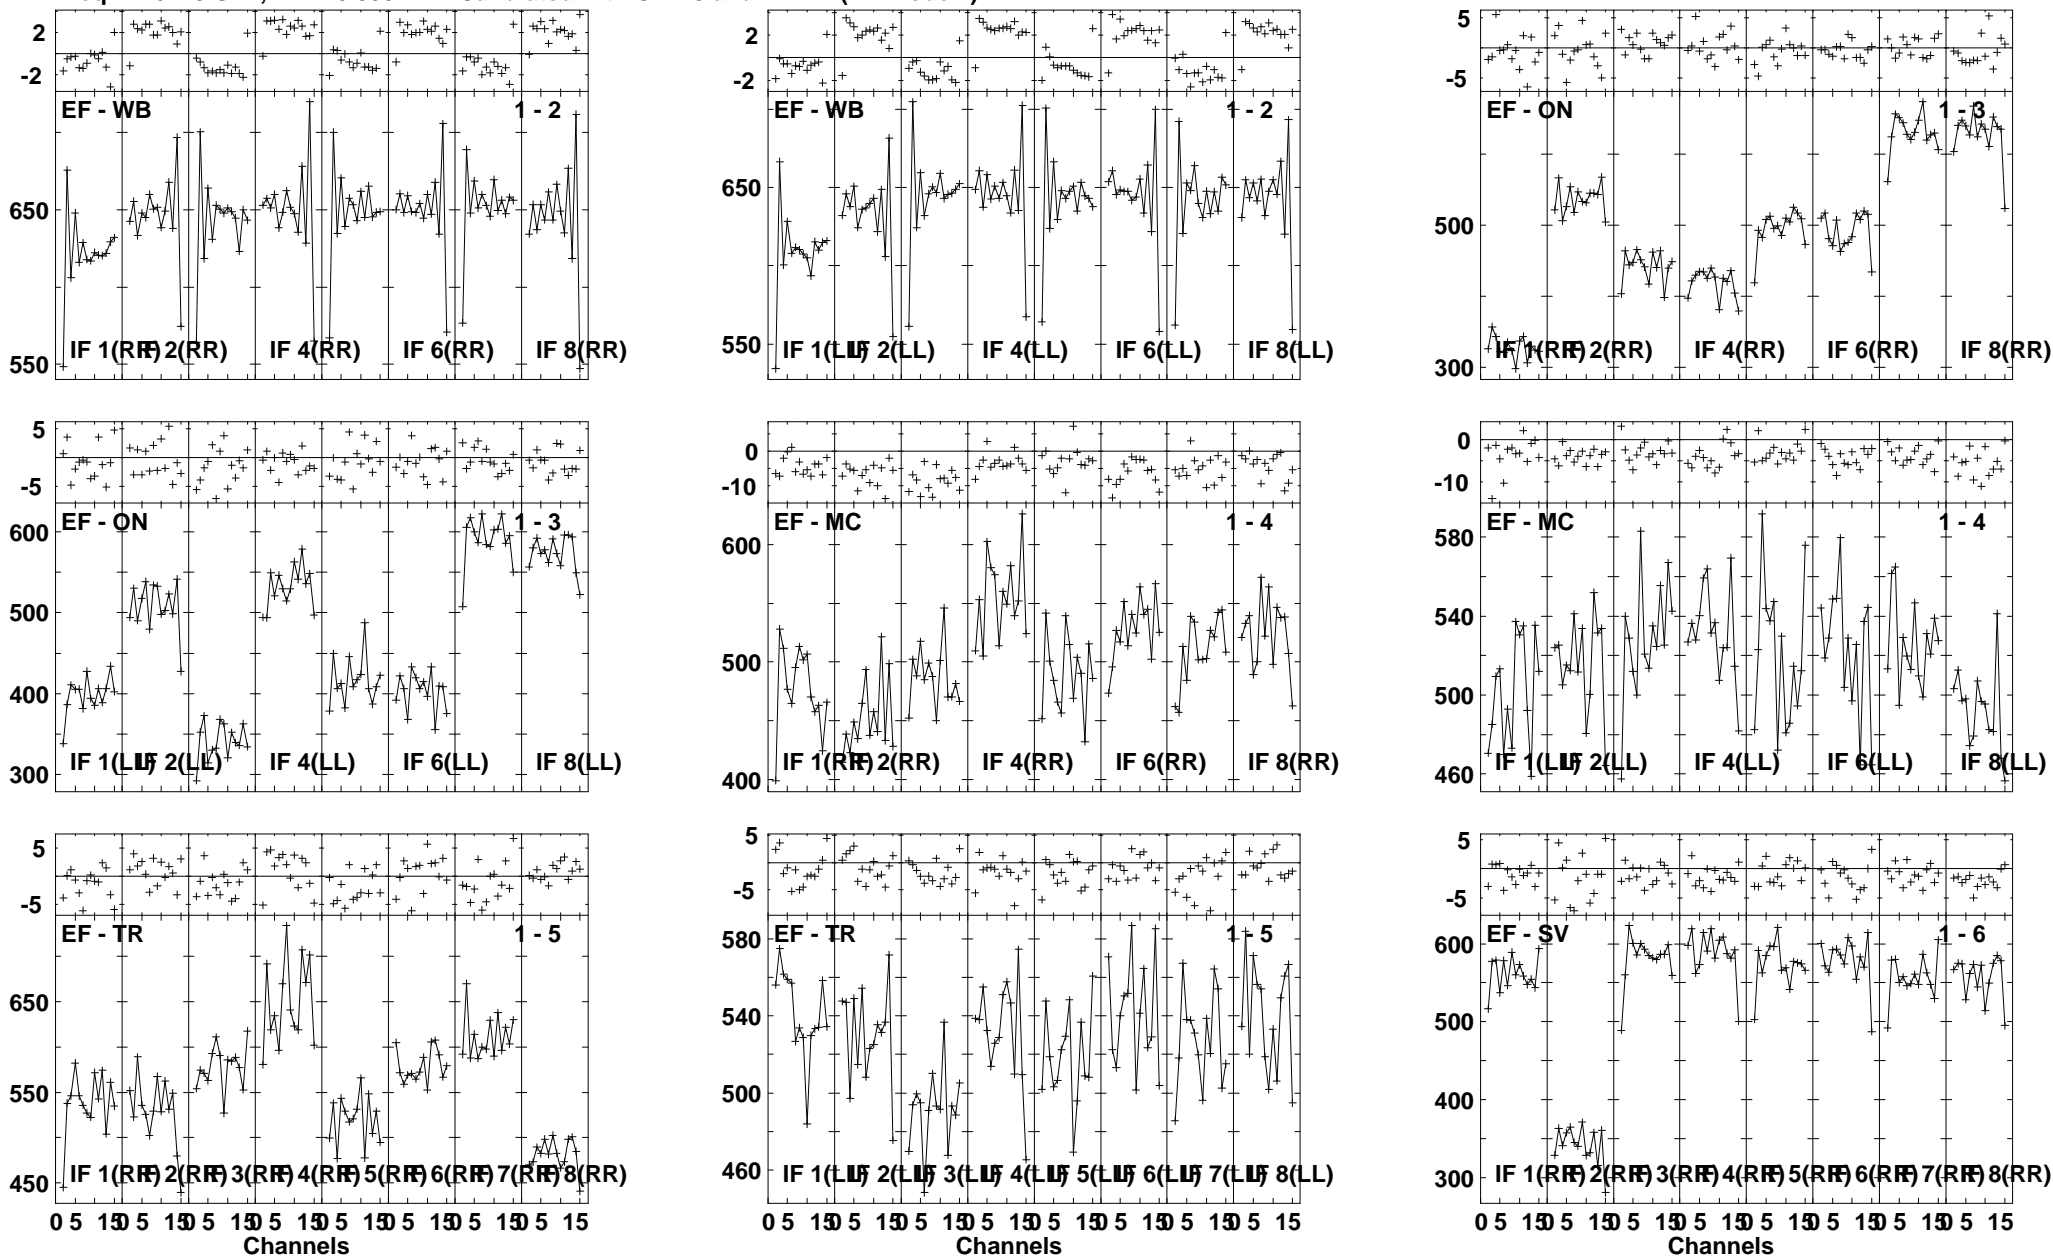 2
-2
EF - WB
1 - 2
650
550
IF 1(RR) IF 2(RR) IF 4(RR) IF 6(RR) IF 8(RR)
2
-2
EF - WB
1 - 2
650
550
IF 1(LL) IF 2(LL) IF 4(LL) IF 6(LL) IF 8(LL)
5
-5
EF - ON
1 - 3
500
300
IF 1(RR) IF 2(RR) IF 4(RR) IF 6(RR) IF 8(RR)
5
-5
EF - ON
1 - 3
600
500
400
300
IF 1(LL) IF 2(LL) IF 4(LL) IF 6(LL) IF 8(LL)
0
-10
EF - MC
1 - 4
600
500
400
IF 1(RR) IF 2(RR) IF 4(RR) IF 6(RR) IF 8(RR)
0
-10
EF - MC
1 - 4
580
540
500
460
IF 1(LL) IF 2(LL) IF 4(LL) IF 6(LL) IF 8(LL)
5
-5
EF - TR
1 - 5
650
550
450
IF 1(RR) IF 2(RR) IF 3(RR) IF 4(RR) IF 5(RR) IF 6(RR) IF 7(RR) IF 8(RR)
0 5 15 0 5 15 0 5 15 0 5 15 0 5 15 0 5 15 0 5 15 0 5 15
Channels
5
-5
EF - TR
1 - 5
580
540
500
460
IF 1(LL) IF 2(LL) IF 3(LL) IF 4(LL) IF 5(LL) IF 6(LL) IF 7(LL) IF 8(LL)
0 5 15 0 5 15 0 5 15 0 5 15 0 5 15 0 5 15 0 5 15 0 5 15
Channels
5
-5
EF - SV
1 - 6
600
500
400
300
IF 1(RR) IF 2(RR) IF 3(RR) IF 4(RR) IF 5(RR) IF 6(RR) IF 7(RR) IF 8(RR)
0 5 15 0 5 15 0 5 15 0 5 15 0 5 15 0 5 15 0 5 15 0 5 15
Channels